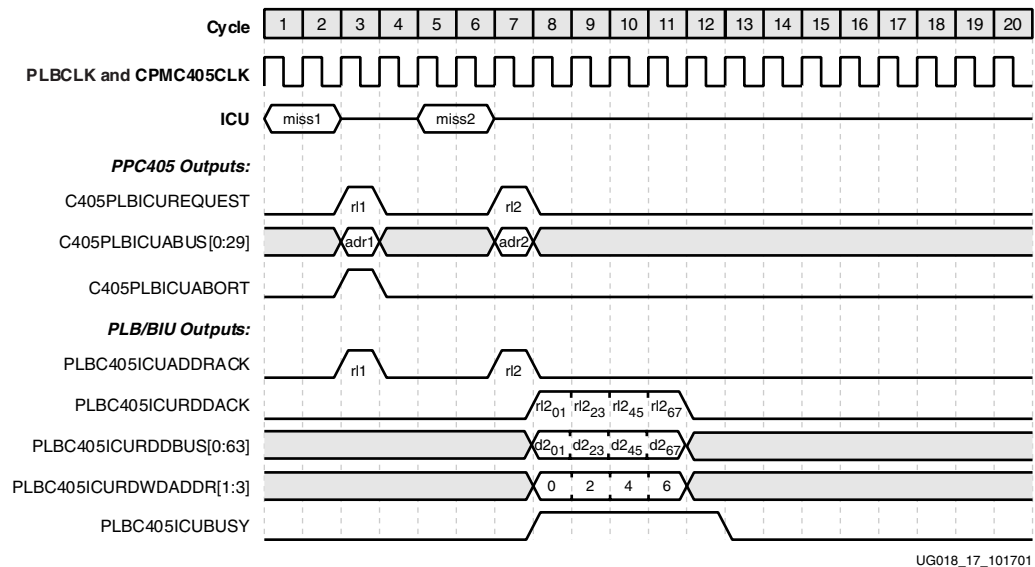 Cycle 1 2 3 4 5 6 7 8 9 10 11 12 13 14 15 16 17 18 19 20
PLBCLK and CPMC405CLK
ICU miss1 miss2
PPC405 Outputs:
C405PLBICUREQUEST rl1 rl2
C405PLBICUABUS[0:29] adr1 adr2
C405PLBICUABORT
PLB/BIU Outputs:
PLBC405ICUADDRACK rl1 rl2
PLBC405ICURDDACK rl2₀₁ rl2₂₃ rl2₄₅ rl2₆₇
PLBC405ICURDDBUS[0:63] d2₀₁ d2₂₃ d2₄₅ d2₆₇
PLBC405ICURDWDADDR[1:3] 0 2 4 6
PLBC405ICUBUSY
UG018_17_101701